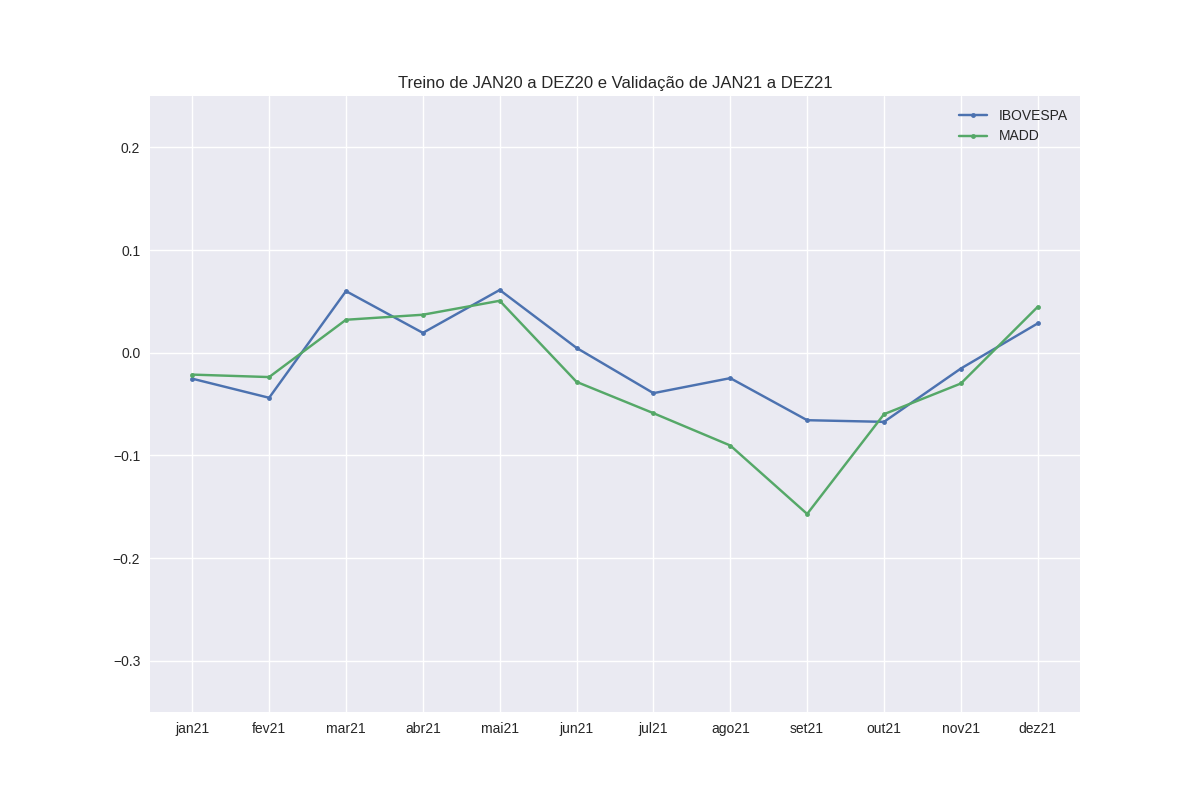 Treino de JAN20 a DEZ20 e Validação de JAN21 a DEZ21
IBOVESPA
MADD
0.2
0.1
0.0
−0.1
−0.2
−0.3
jan21 fev21 mar21 abr21 mai21 jun21 jul21 ago21 set21 out21 nov21 dez21